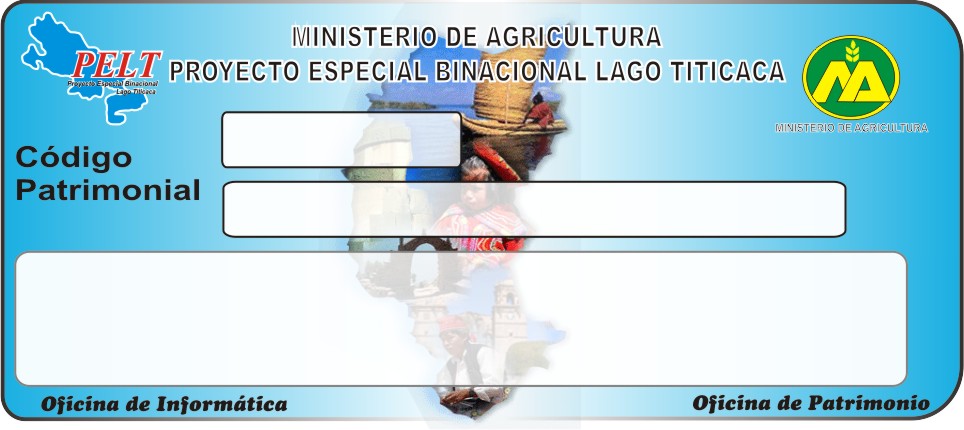 MINISTERIO DE AGRICULTURA
PROYECTO ESPECIAL BINACIONAL LAGO TITICACA
PELT
Proyecto Especial Binacional
Lago Titicaca
MA
MINISTERIO DE AGRICULTURA
Código
Patrimonial
Oficina de Informática
Oficina de Patrimonio